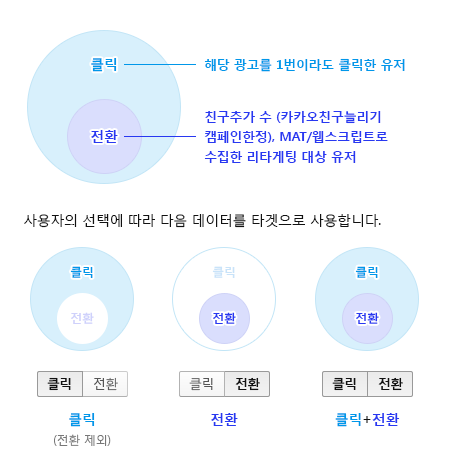 클릭
해당 광고를 1번이라도 클릭한 유저
전환
친구추가 수 (카카오친구늘리기
캠페인한정), MAT/웹스크립트로
수집한 리타게팅 대상 유저
사용자의 선택에 따라 다음 데이터를 타겟으로 사용합니다.
클릭 클릭 클릭
전환 전환 전환
클릭 전환 클릭 전환 클릭 전환
클릭 전환 클릭+전환
(전환 제외)